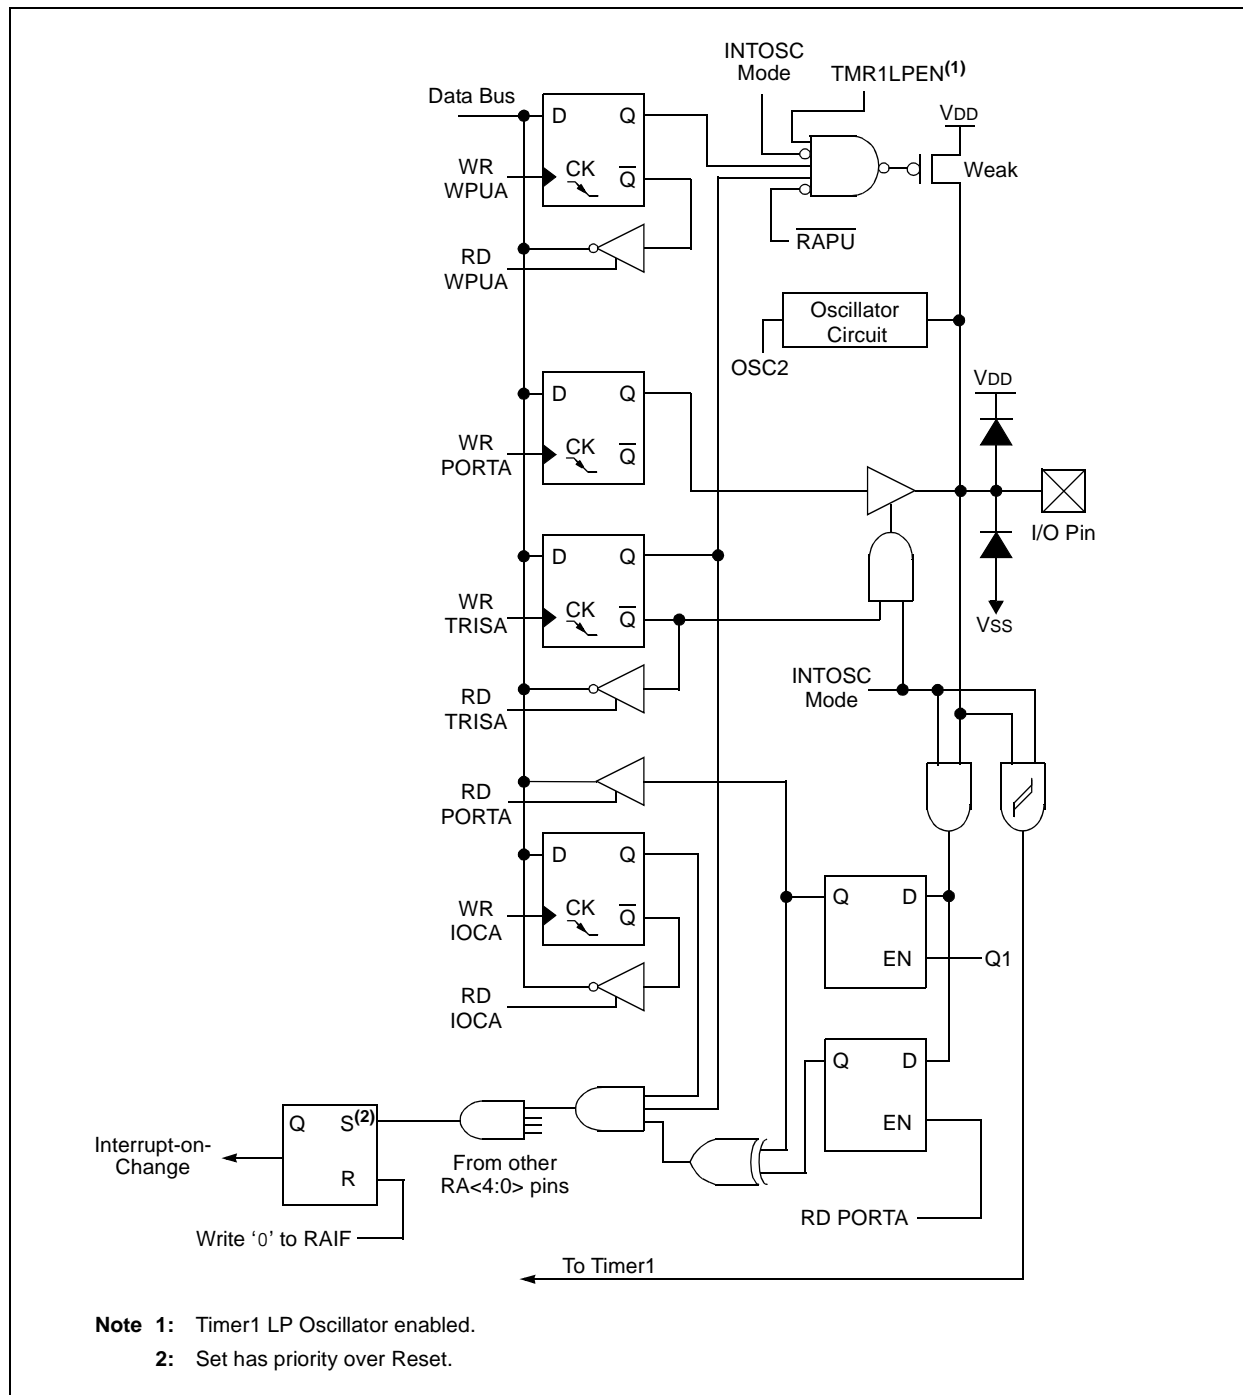 INTOSC
Mode
TMR1LPEN(1)
Data Bus
VDD
D
Q
WR
WPUA
CK
Q
Weak
RAPU
RD
WPUA
Oscillator
Circuit
OSC2
VDD
D
Q
WR
PORTA
CK
Q
I/O Pin
D
Q
WR
TRISA
CK
Q
VSS
INTOSC
Mode
RD
TRISA
RD
PORTA
D
Q
WR
IOCA
CK
Q
Q
D
EN
Q1
RD
IOCA
Q
D
EN
Q
S(2)
R
Interrupt-on-
Change
From other
RA<4:0> pins
RD PORTA
Write ‘0’ to RAIF
To Timer1
Note 1: Timer1 LP Oscillator enabled.
2: Set has priority over Reset.